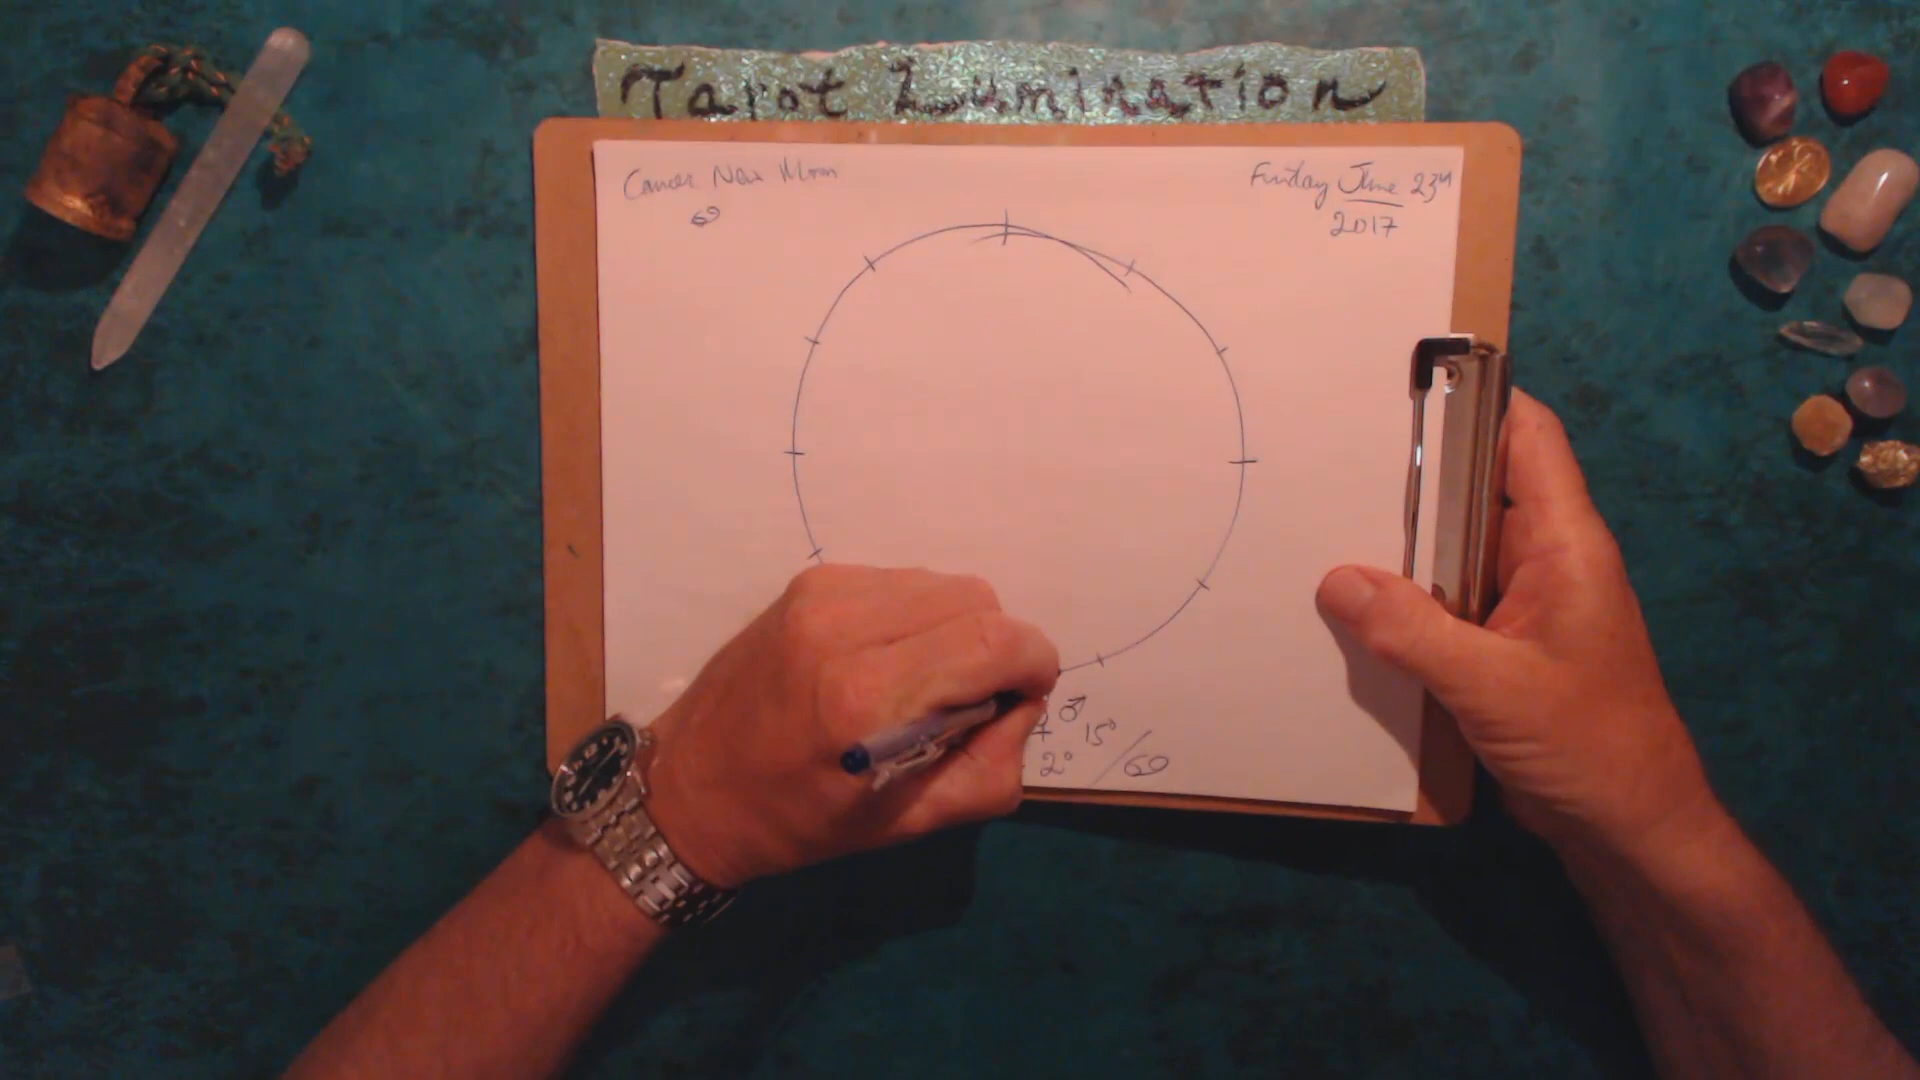 Tarot Lumination
Cancer New Moon
♋
Friday June 23rd
2017
♂
15°
2° / ♋